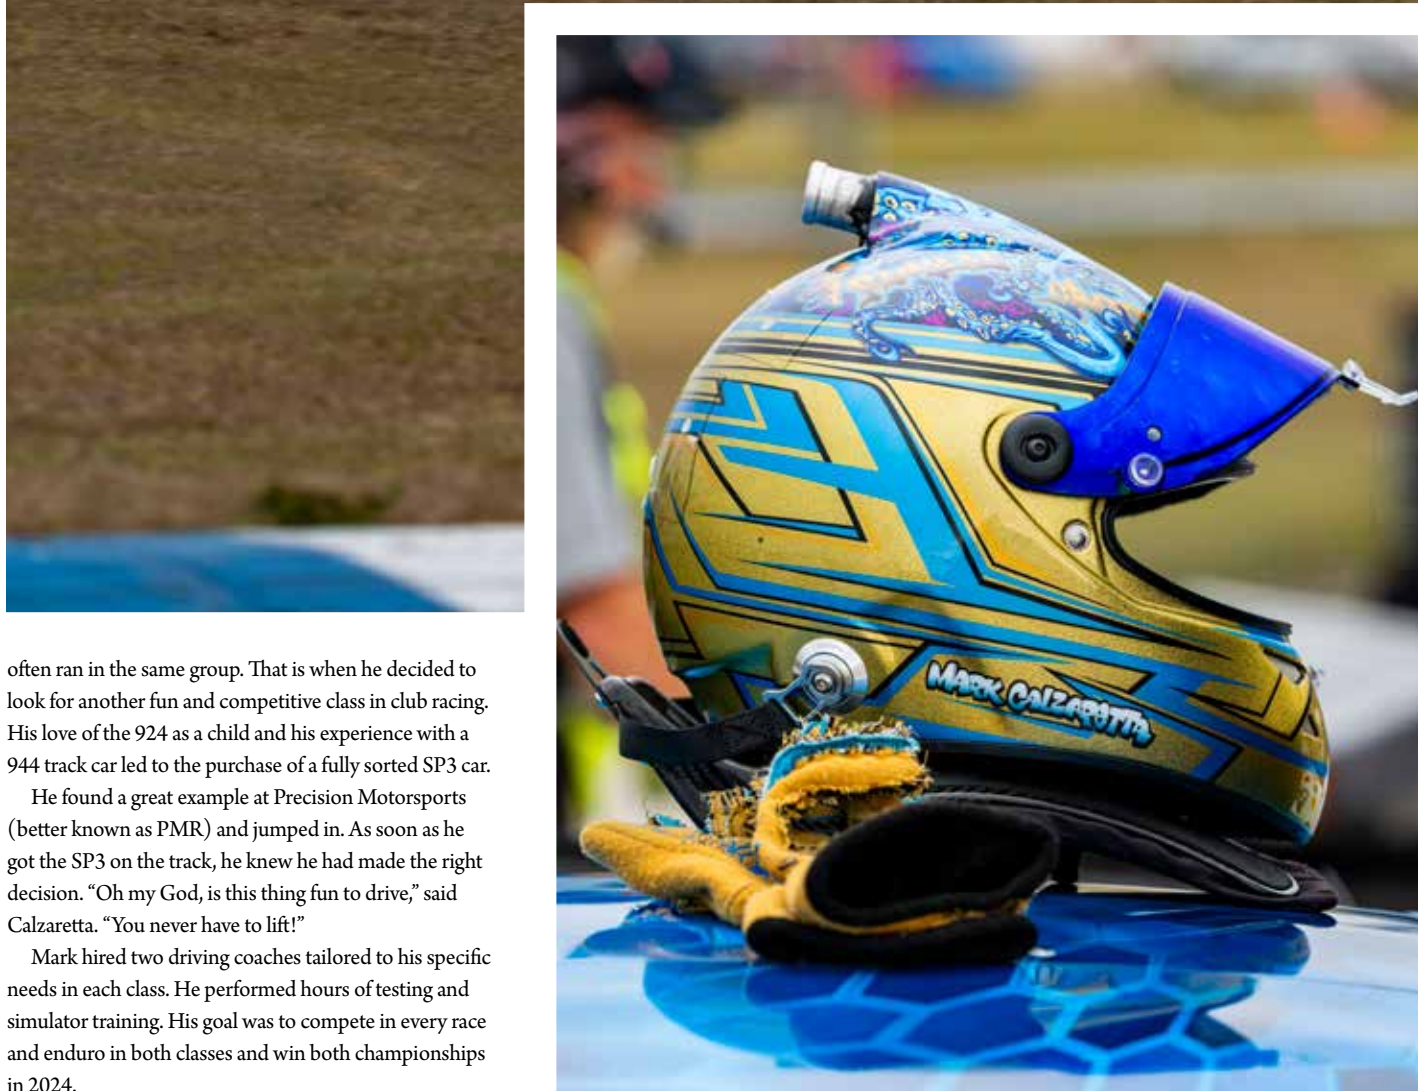 often ran in the same group. That is when he decided to
look for another fun and competitive class in club racing.
His love of the 924 as a child and his experience with a
944 track car led to the purchase of a fully sorted SP3 car.
He found a great example at Precision Motorsports
(better known as PMR) and jumped in. As soon as he
got the SP3 on the track, he knew he had made the right
decision. “Oh my God, is this thing fun to drive,” said
Calzaretta. “You never have to lift!”
Mark hired two driving coaches tailored to his specific
needs in each class. He performed hours of testing and
simulator training. His goal was to compete in every race
and enduro in both classes and win both championships
in 2024.
MARK CALZARETTA